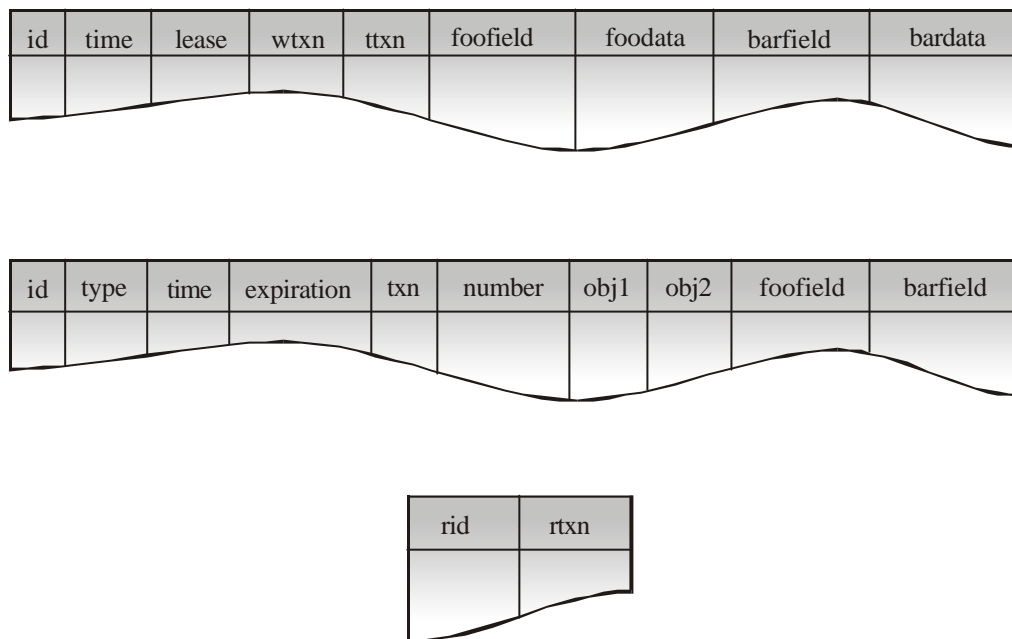 id time lease wtxn ttxn foofield foodata barfield bardata
id type time expiration txn number obj1 obj2 foofield barfield
rid rtxn